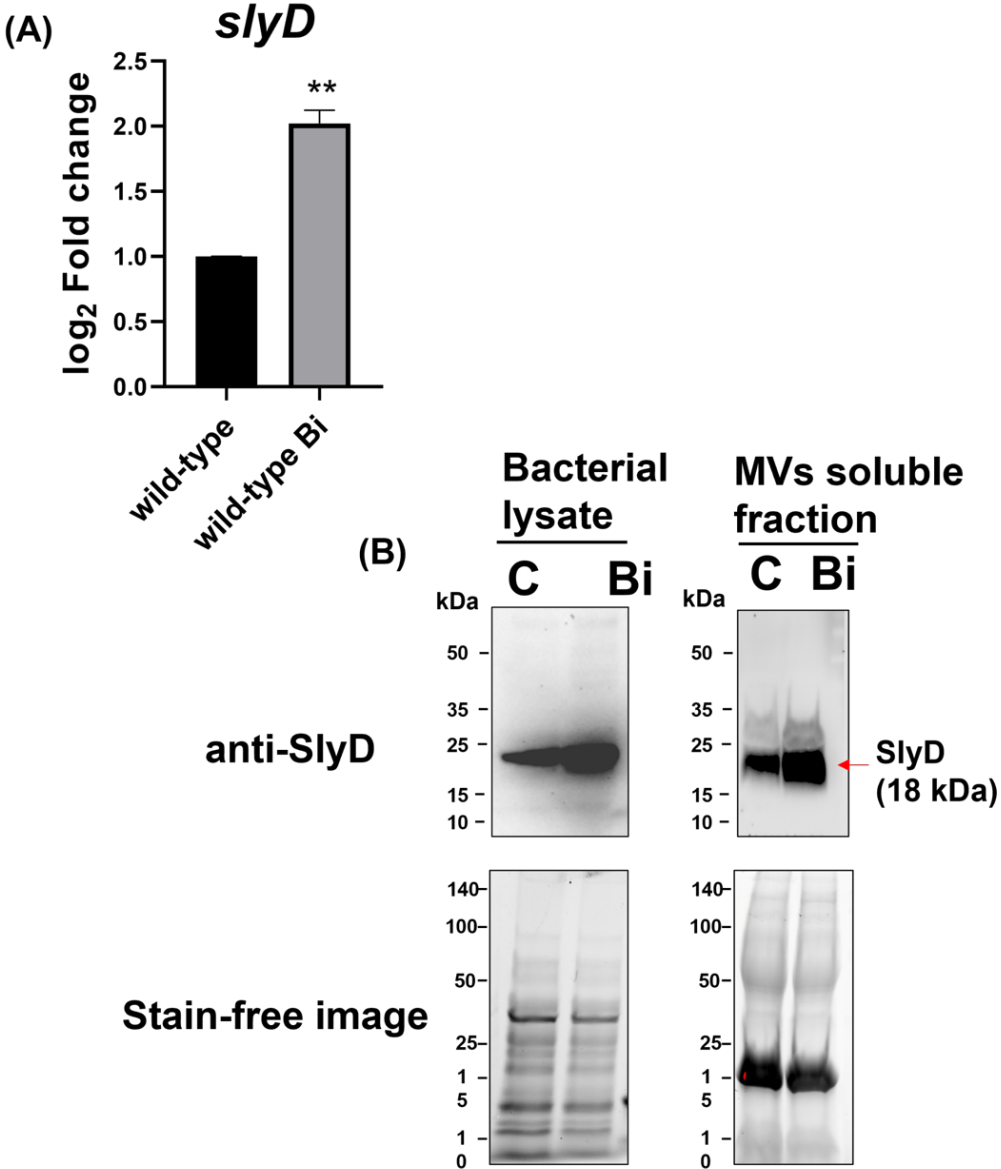 (A)
slyD
log2 Fold change
2.5
2.0
1.5
1.0
0.5
0.0
**
wild-type
wild-type Bi
(B)
Bacterial
lysate
MVs soluble
fraction
C Bi
C Bi
kDa
50
35
25
15
10
kDa
50
35
25
15
10
anti-SlyD
SlyD
(18 kDa)
Stain-free image
140
100
50
25
1
5
1
0
140
100
50
25
1
5
1
0